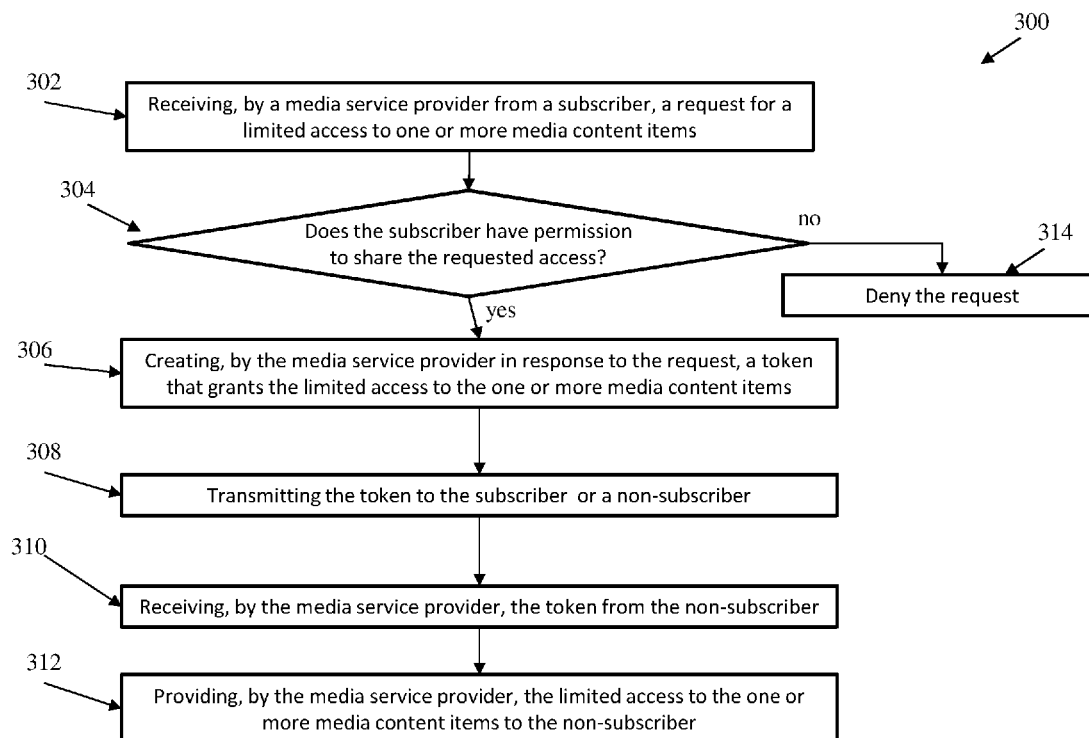 300
302
Receiving, by a media service provider from a subscriber, a request for a
limited access to one or more media content items
304
Does the subscriber have permission
to share the requested access?
no
314
Deny the request
yes
306
Creating, by the media service provider in response to the request, a token
that grants the limited access to the one or more media content items
308
Transmitting the token to the subscriber or a non-subscriber
310
Receiving, by the media service provider, the token from the non-subscriber
312
Providing, by the media service provider, the limited access to the one or
more media content items to the non-subscriber